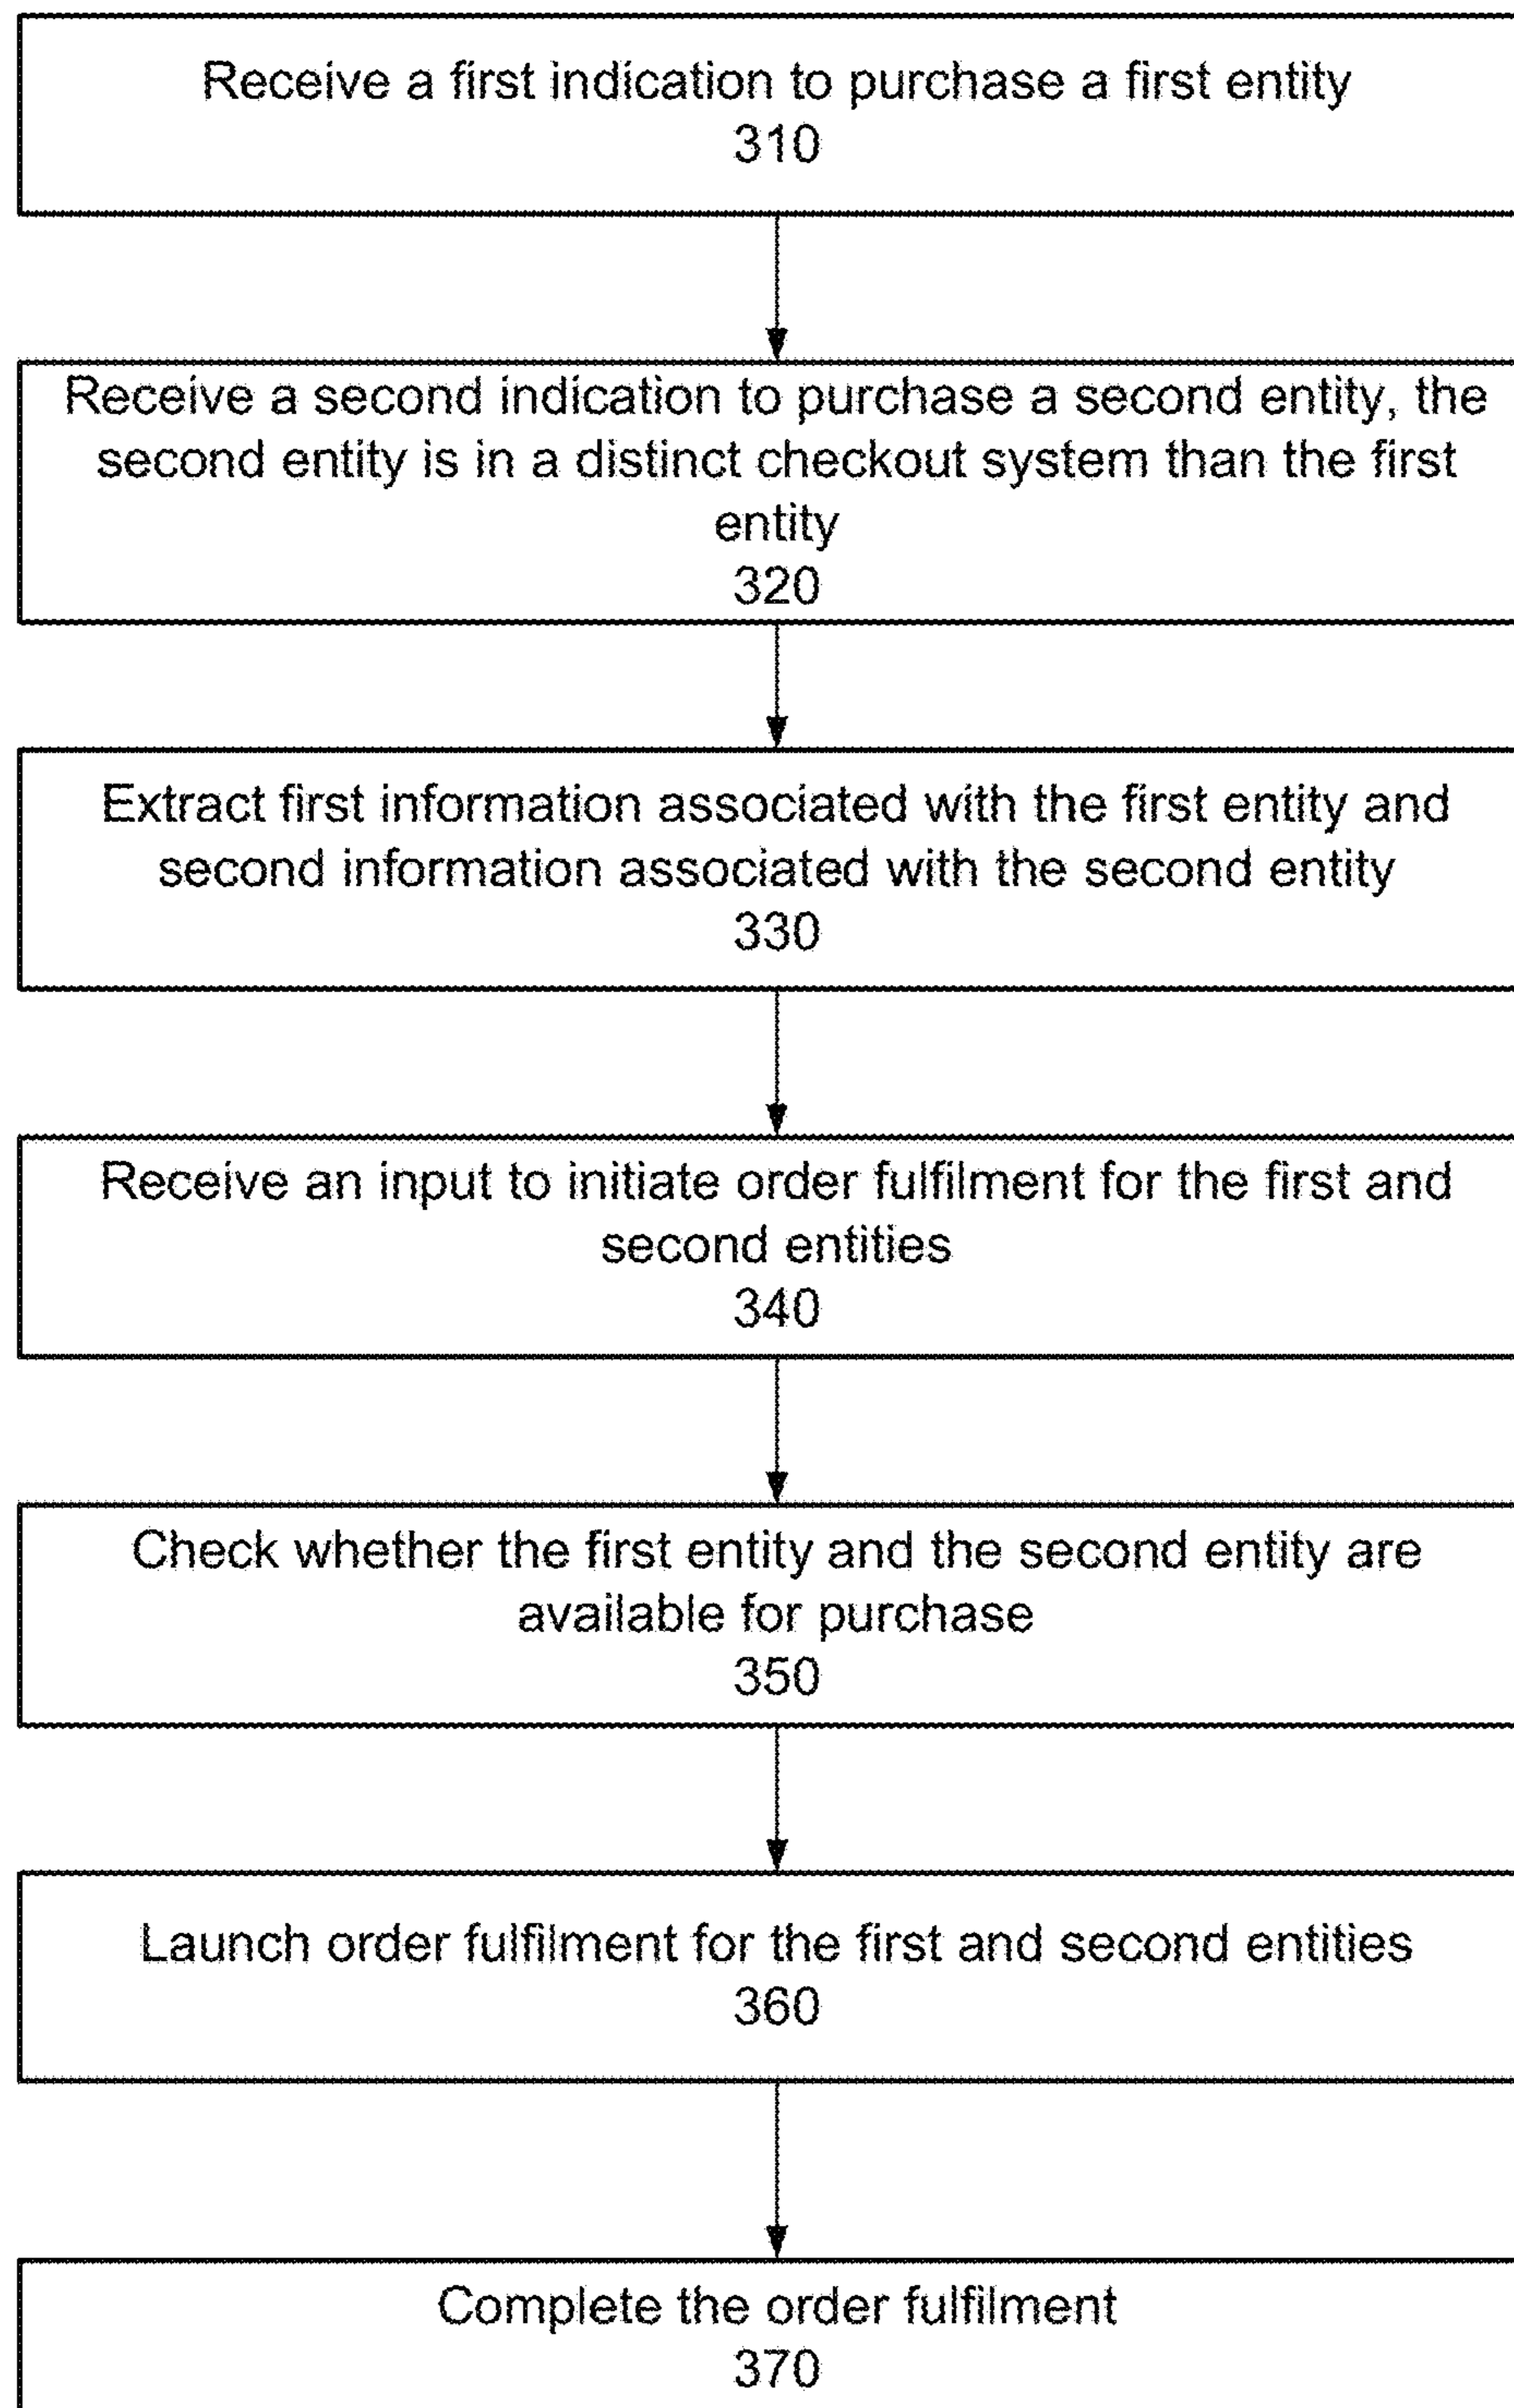 Receive a first indication to purchase a first entity
310
Receive a second indication to purchase a second entity, the
second entity is in a distinct checkout system than the first
entity
320
Extract first information associated with the first entity and
second information associated with the second entity
330
Receive an input to initiate order fulfilment for the first and
second entities
340
Check whether the first entity and the second entity are
available for purchase
350
Launch order fulfilment for the first and second entities
360
Complete the order fulfilment
370